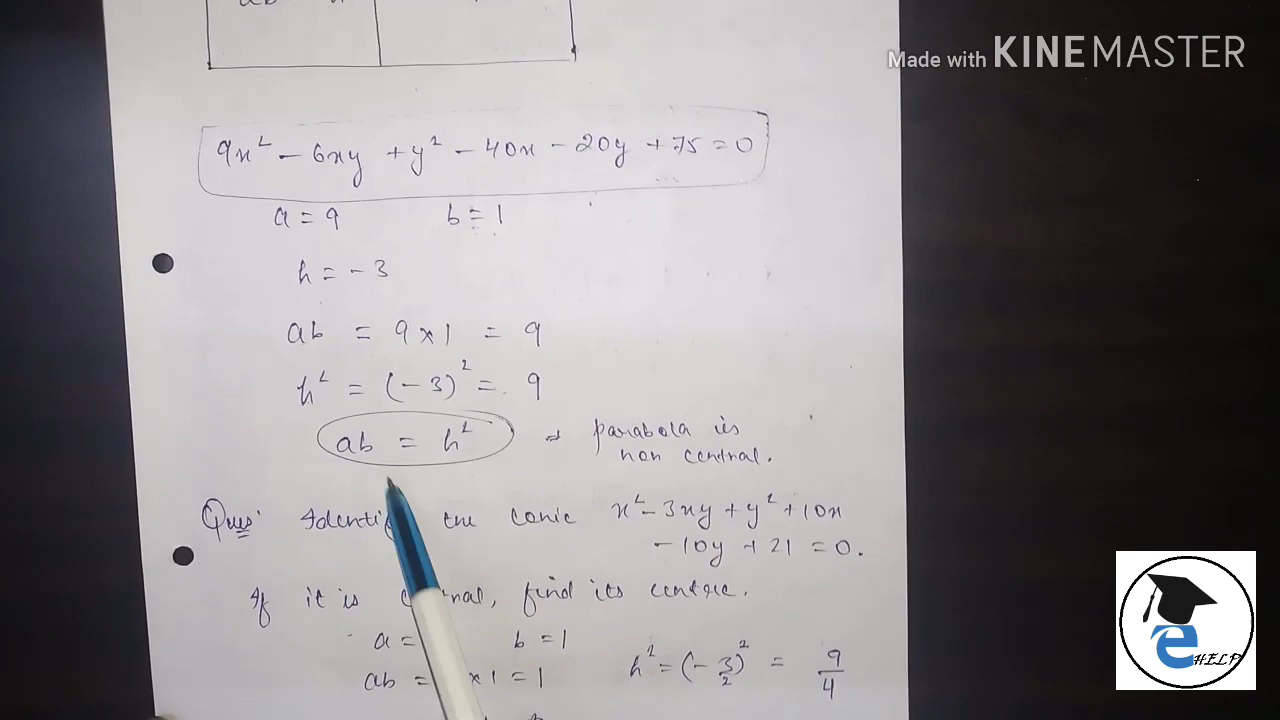 Made with KINEMASTER
9x² - 6xy + y² - 40x - 20y + 75 = 0
a = 9 b = 1
h = - 3
ab = 9 × 1 = 9
h² = (- 3)² = 9
ab = h² ⇒ parabola is
non central.
Ques: Identify the conic x² - 3xy + y² + 10x
- 10y + 21 = 0.
If it is central, find its centre.
a = b = 1
h² = (- 3/2)² = 9/4
ab = × 1 = 1
e HELP